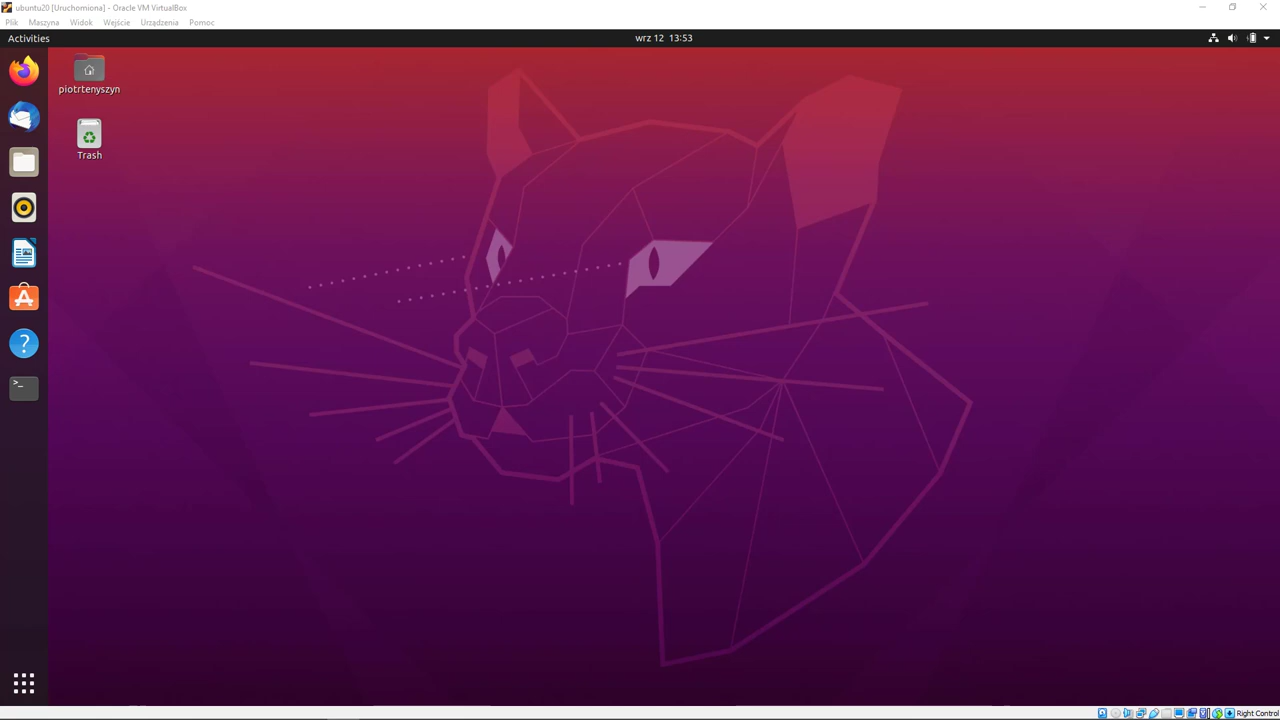 ubuntu20 [Uruchomiona] - Oracle VM VirtualBox
Plik Maszyna Widok Wejście Urządzenia Pomoc
Activities wrz 12 13:53
piotrtenyszyn
Trash
>_
Right Control